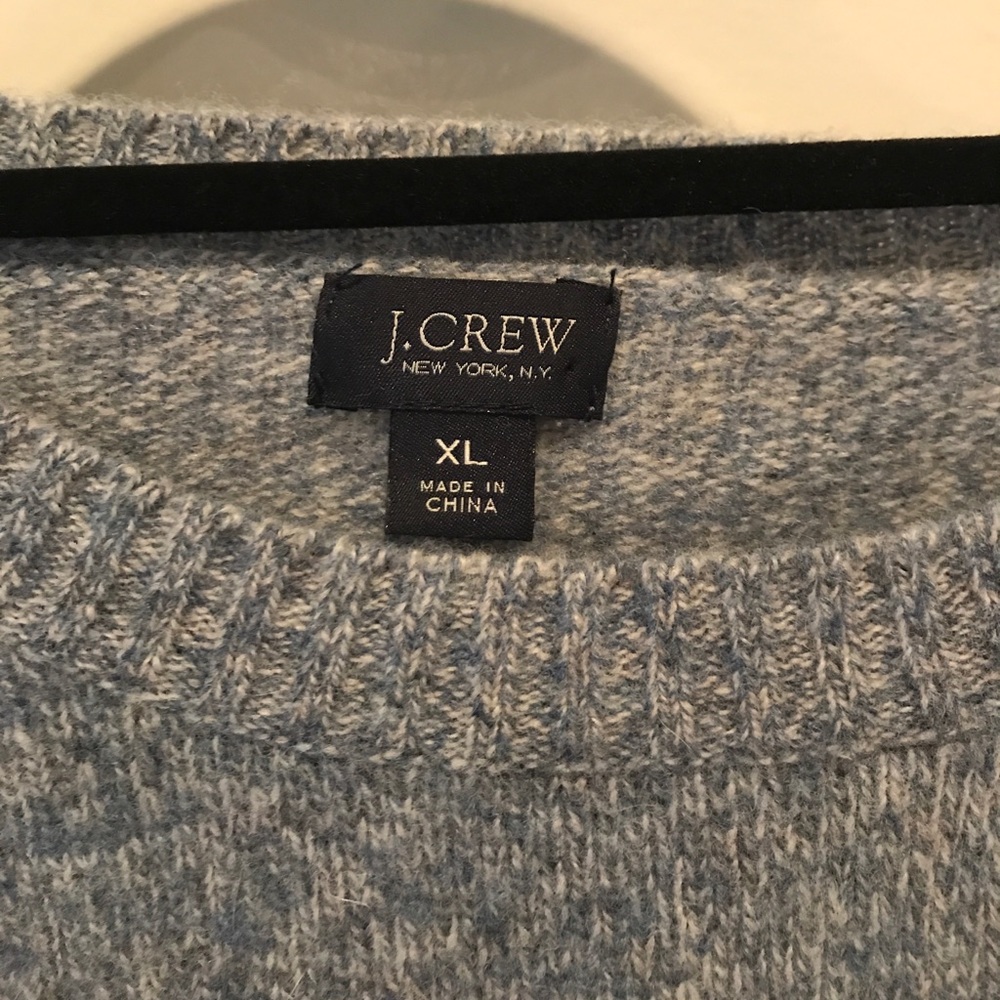 J.CREW
NEW YORK, N.Y.
XL
MADE IN
CHINA